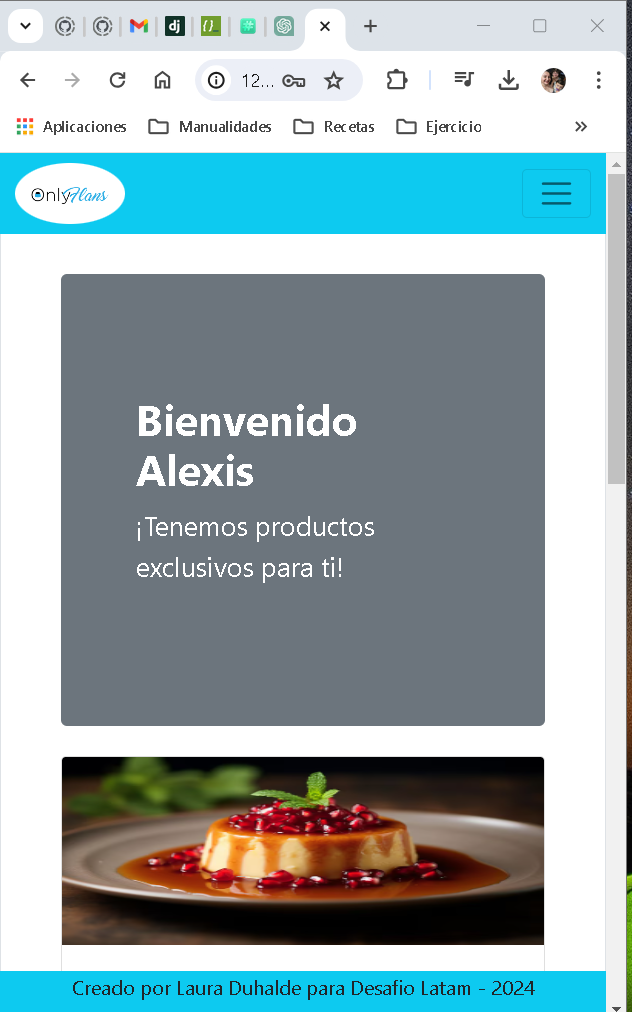 12...
Aplicaciones Manualidades Recetas Ejercicio
OnlyFlans
Bienvenido
Alexis
¡Tenemos productos
exclusivos para ti!
Creado por Laura Duhalde para Desafio Latam - 2024